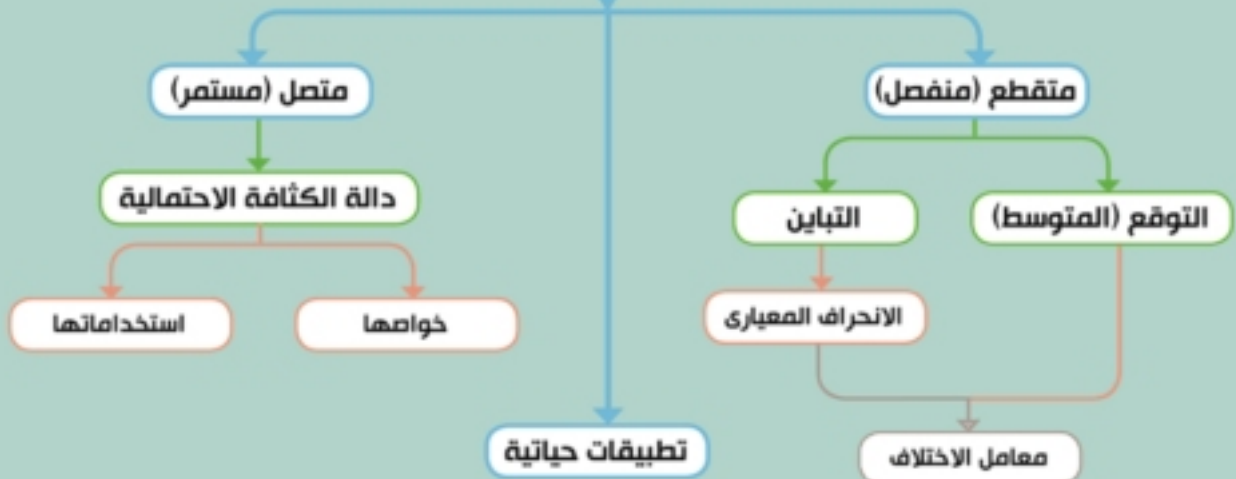 متقطع (منفصل)
متصل (مستمر)
التوقع (المتوسط)
التباين
دالة الكثافة الاحتمالية
الانحراف المعيارى
خواصها
استخداماتها
معامل الاختلاف
تطبيقات حياتية